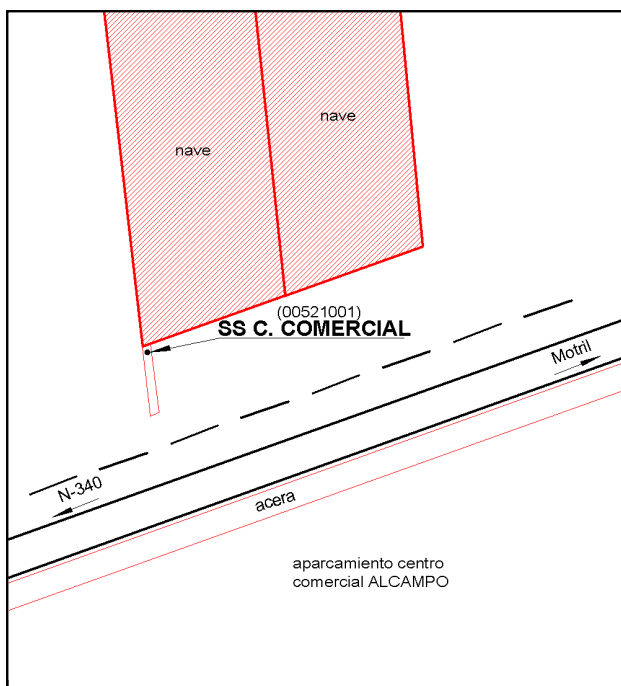 nave
nave
(00521001)
SS C. COMERCIAL
Motril
N-340
acera
aparcamiento centro
comercial ALCAMPO